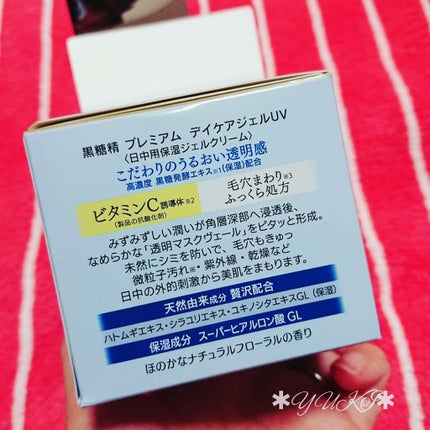 黒糖精 プレミアム デイケアジェルUV
〈日中用保湿ジェルクリーム〉
こだわりのうるおい透明感
高濃度 黒糖発酵エキス※1(保湿)配合
ビタミンC誘導体※2
(製品の抗酸化剤)
毛穴まわり※3
ふっくら処方
みずみずしい潤いが角層深部へ浸透後、
なめらかな「透明マスクヴェール」をピタッと形成。
未然にシミを防いで、毛穴もきゅっ
微粒子汚れ※・紫外線・乾燥など
日中の外的刺激から美肌をまもります。
天然由来成分 贅沢配合
ハトムギエキス・シラユリエキス・ユキノシタエキスGL(保湿)
保湿成分 スーパーヒアルロン酸 GL
ほのかなナチュラルフローラルの香り
＊YUKI＊